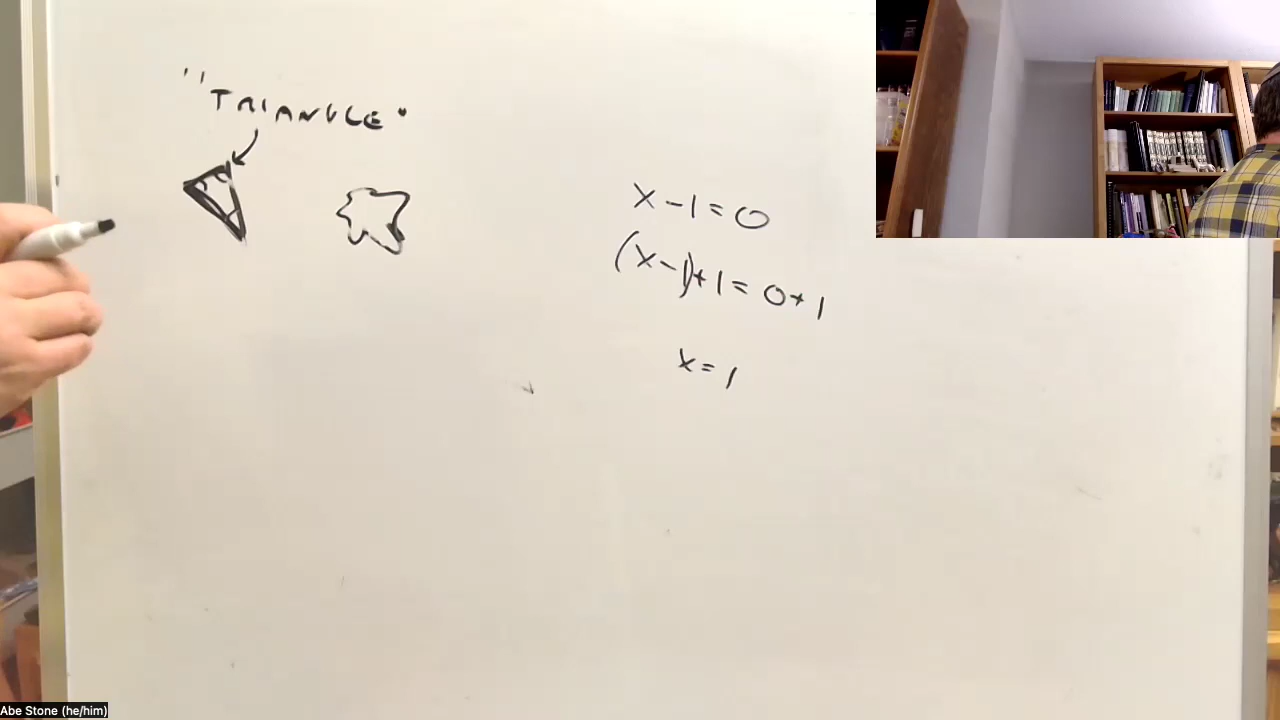 "TRIANGLE"
x-1=0
(x-1)+1=0+1
x=1
Abe Stone (he/him)